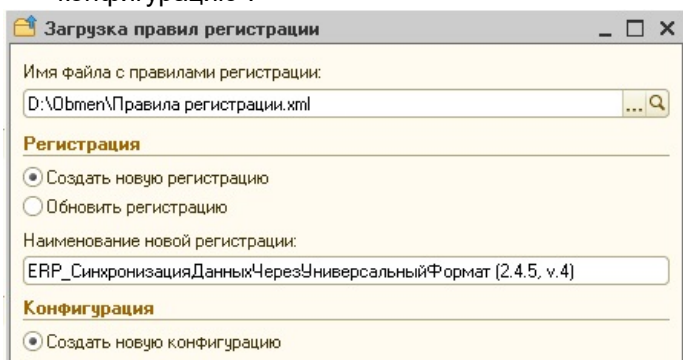 Загрузка правил регистрации
Имя файла с правилами регистрации:
D:\Obmen\Правила регистрации.xml
...
Регистрация
Создать новую регистрацию
Обновить регистрацию
Наименование новой регистрации:
ERP_СинхронизацияДанныхЧерезУниверсальныйФормат (2.4.5, v.4)
Конфигурация
Создать новую конфигурацию